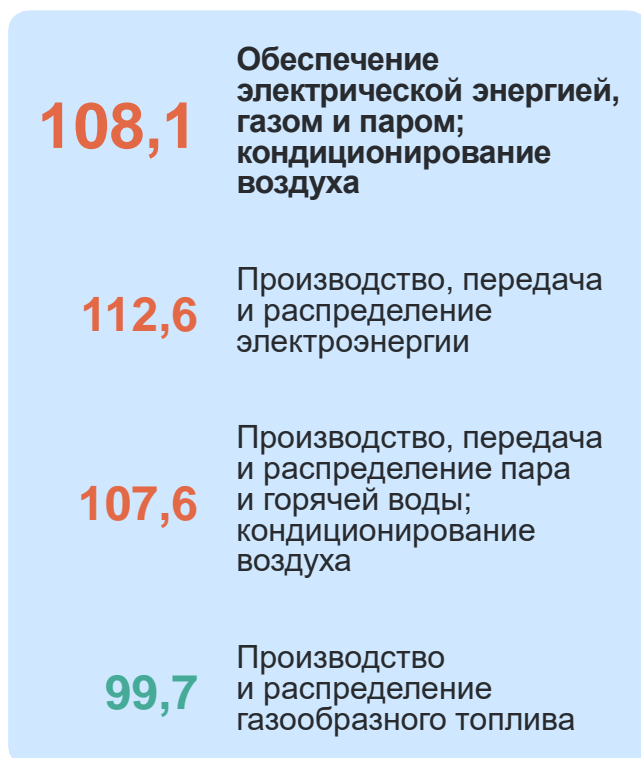 108,1
Обеспечение
электрической энергией,
газом и паром;
кондиционирование
воздуха
112,6
Производство, передача
и распределение
электроэнергии
107,6
Производство, передача
и распределение пара
и горячей воды;
кондиционирование
воздуха
99,7
Производство
и распределение
газообразного топлива